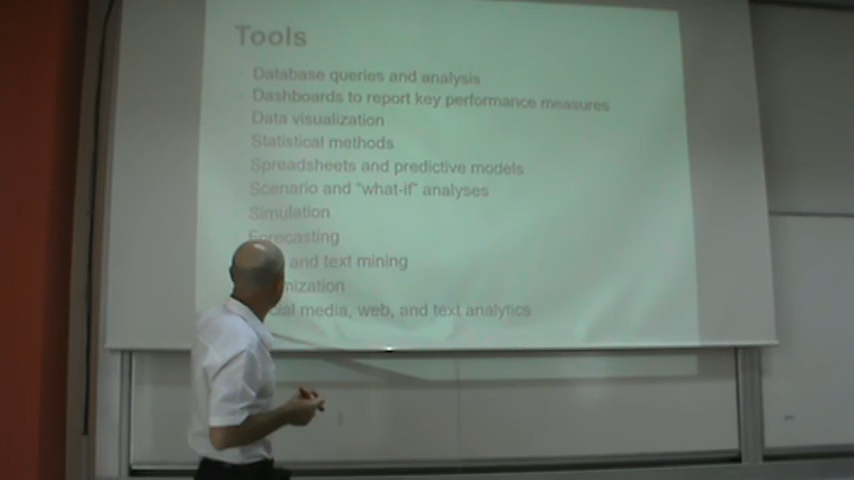 Tools
Database queries and analysis
Dashboards to report key performance measures
Data visualization
Statistical methods
Spreadsheets and predictive models
Scenario and "what-if" analyses
Simulation
Forecasting
and text mining
media, web, and text analytics